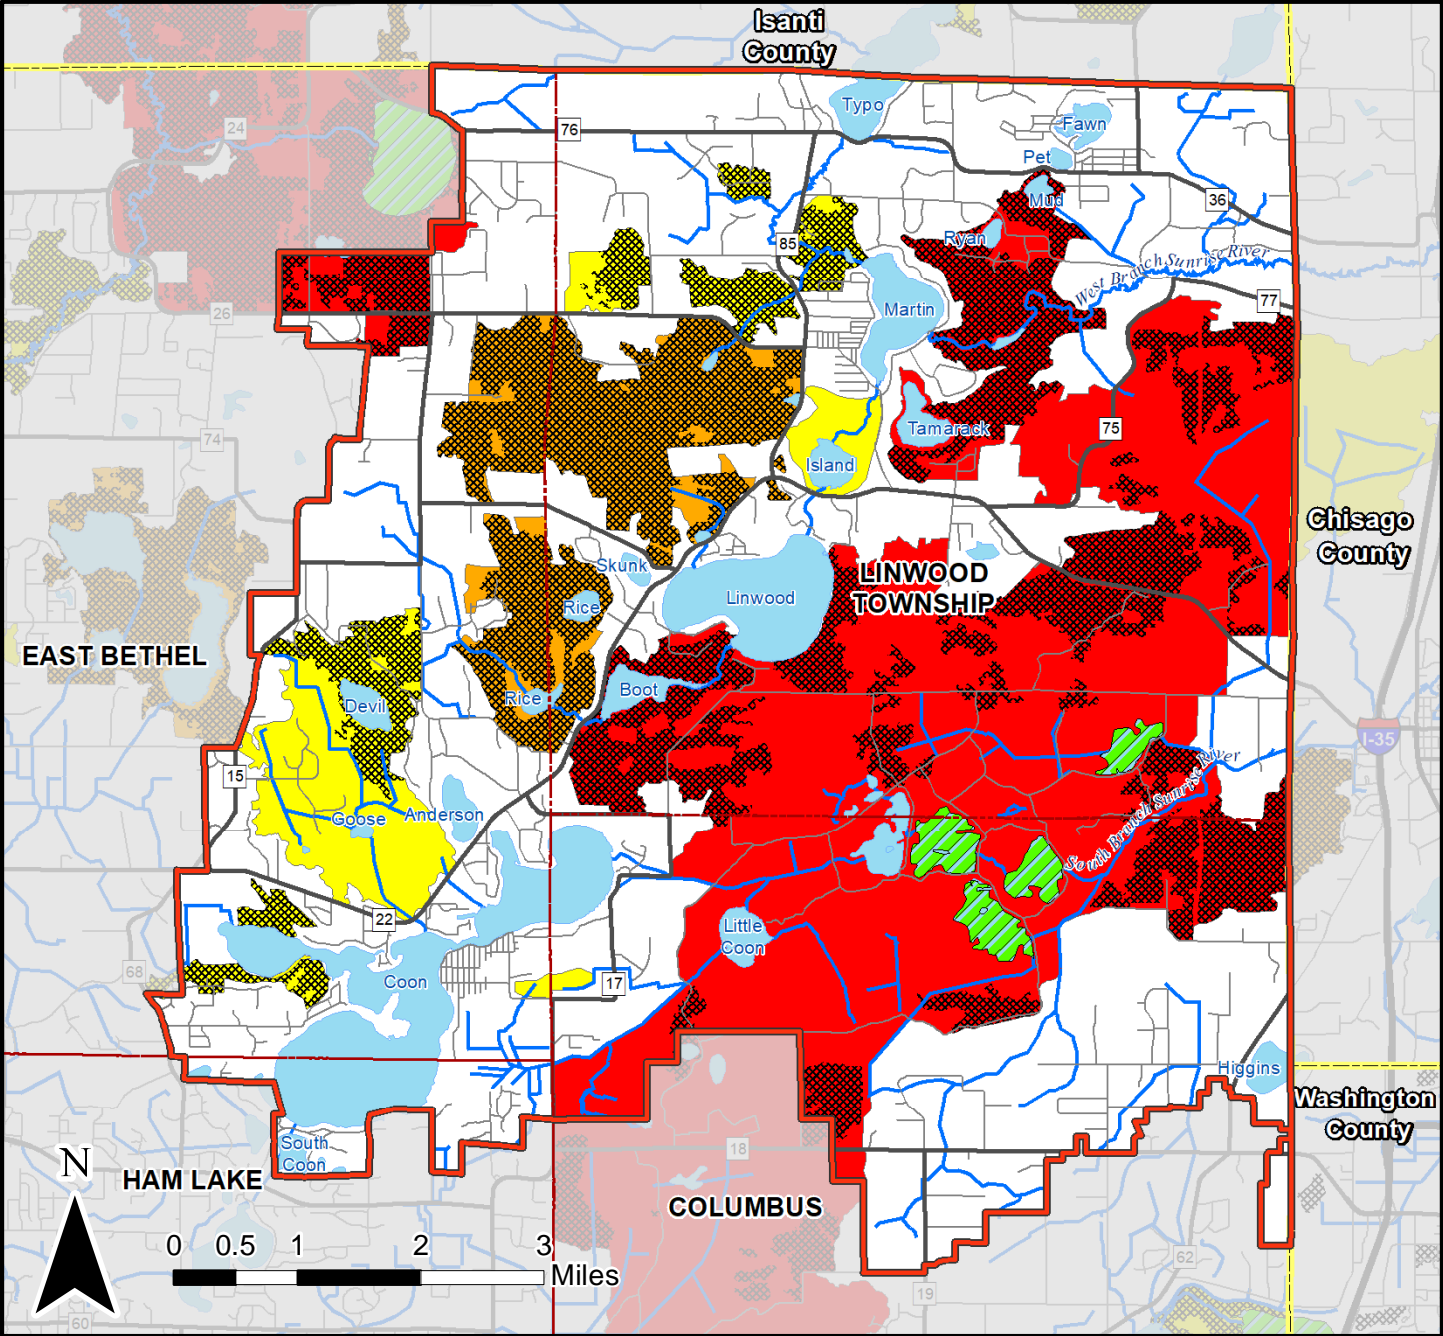 Isanti
County
Typo
Fawn
24
76
Pet
Mud
36
Ryan
85
West Branch Sunrise River
77
Martin
26
Tamarack
75
74
Island
Chisago
County
Skunk
LINWOOD
TOWNSHIP
Linwood
Rice
EAST BETHEL
Boot
Rice
Devil
I-35
15
South Branch Sunrise River
Goose
Anderson
22
Little
Coon
68
Coon
17
Higgins
Washington
County
South
Coon
18
N
HAM LAKE
COLUMBUS
0 0.5 1 2 3
Miles
62
19
60